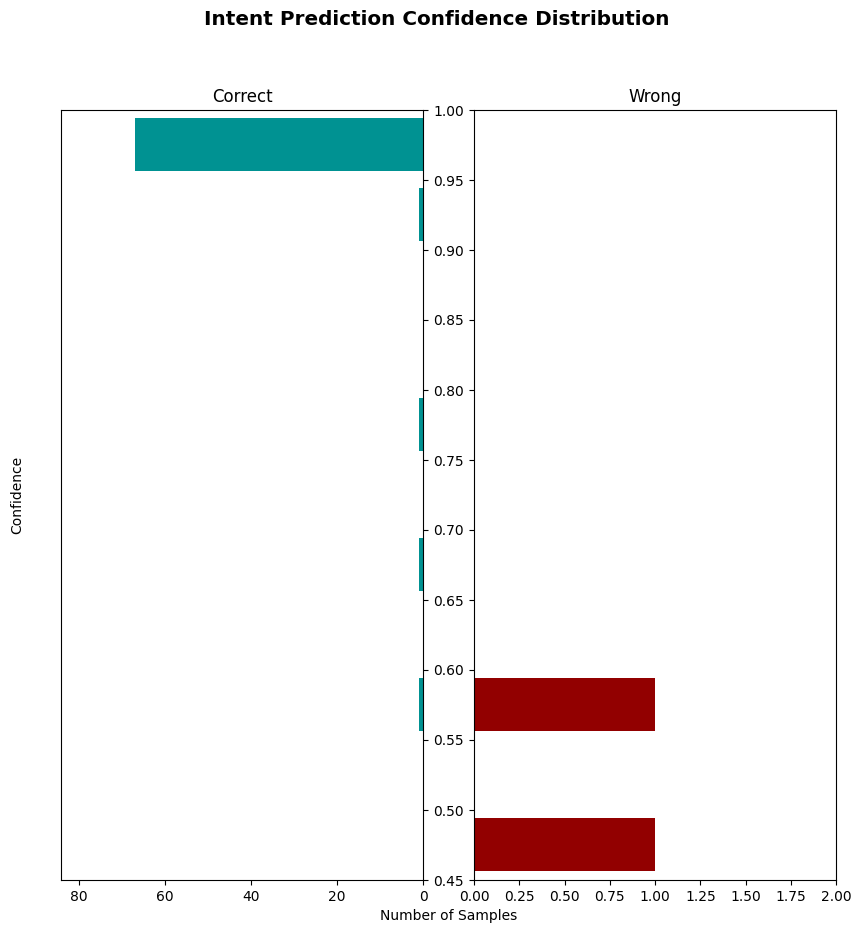 Intent Prediction Confidence Distribution
Correct
Wrong
1.00
0.95
0.90
0.85
0.80
0.75
0.70
0.65
0.60
0.55
0.50
0.45
Confidence
80 60 40 20 0
0.00 0.25 0.50 0.75 1.00 1.25 1.50 1.75 2.00
Number of Samples